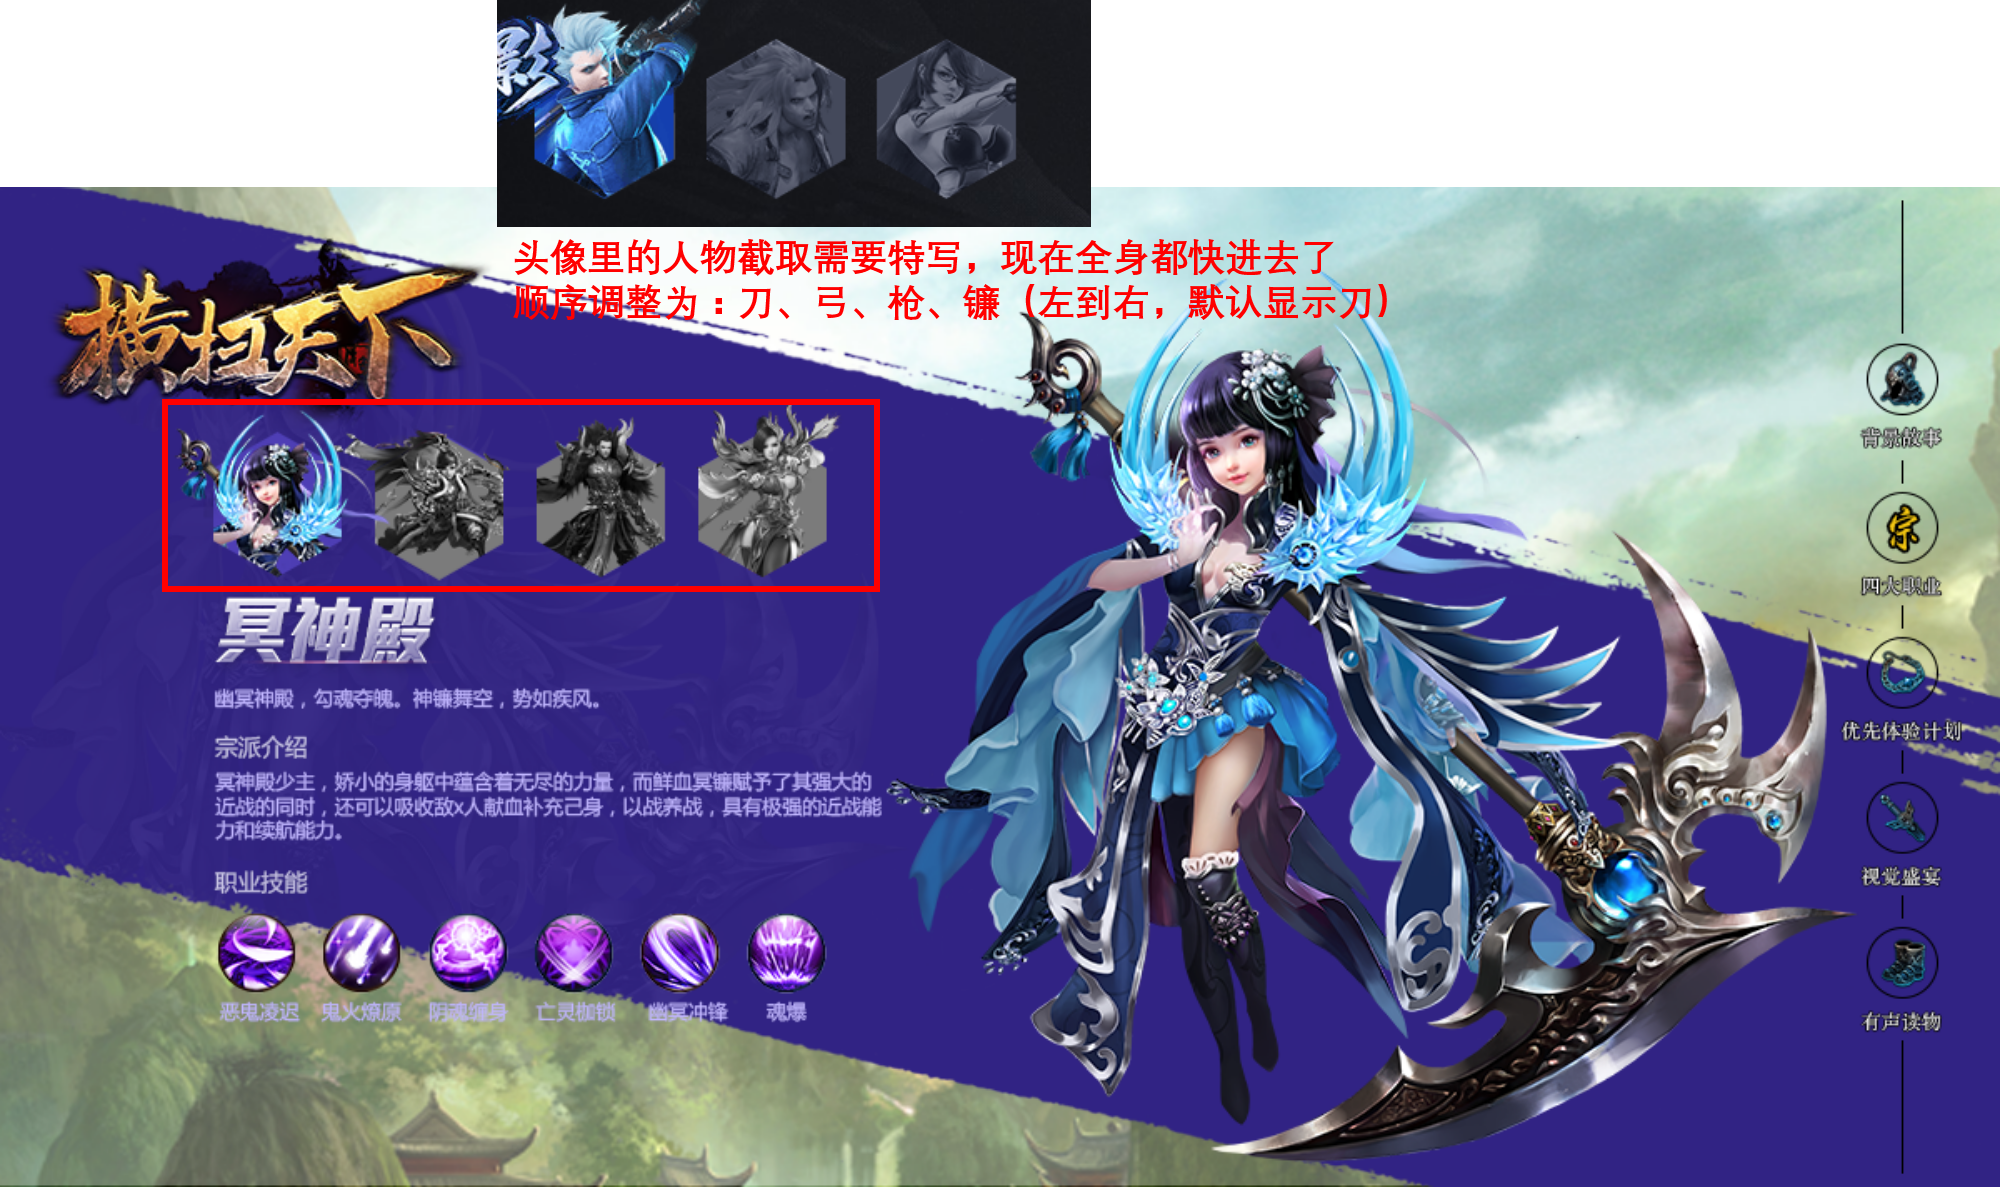 影
头像里的人物截取需要特写，现在全身都快进去了
顺序调整为：刀、弓、枪、镰（左到右，默认显示刀）
横扫天下
冥神殿
幽冥神殿，勾魂夺魄。神镰舞空，势如疾风。
宗派介绍
冥神殿少主，娇小的身躯中蕴含着无尽的力量，而鲜血冥镰赋予了其强大的
近战的同时，还可以吸收敌x人献血补充己身，以战养战，具有极强的近战能
力和续航能力。
职业技能
恶鬼凌迟 鬼火燎原 阴魂缠身 亡灵枷锁 幽冥冲锋 魂爆
背景故事
宗
四大职业
优先体验计划
视觉盛宴
有声读物